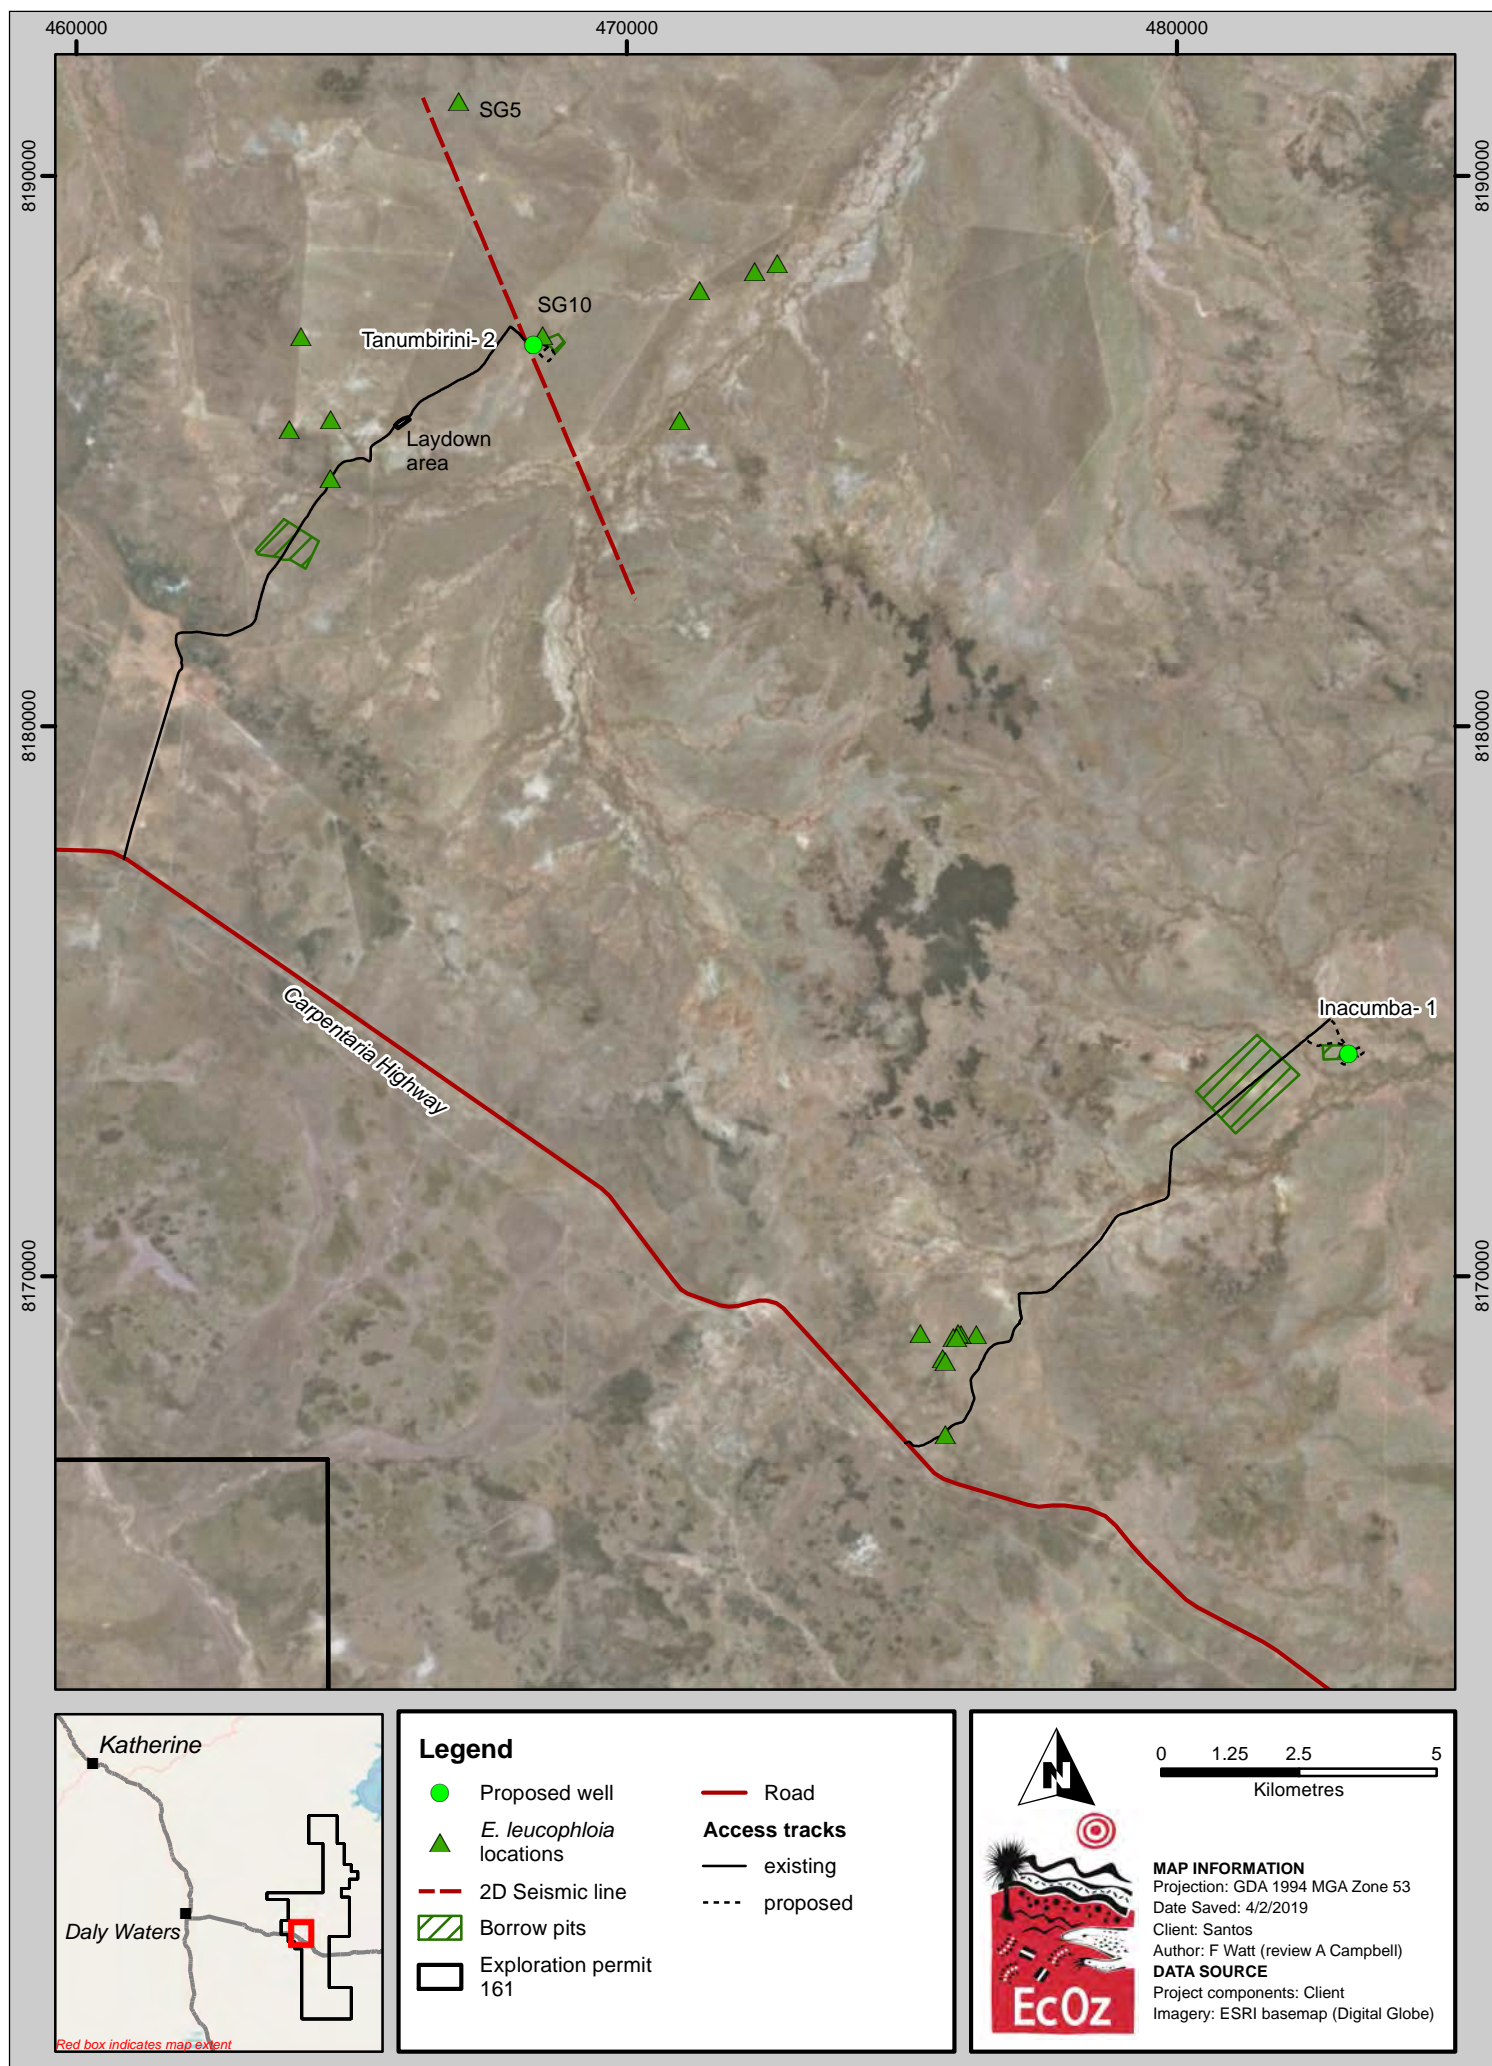 460000
470000
480000
8190000
8190000
SG5
SG10
Tanumbirini- 2
Laydown
area
8180000
8180000
Carpentaria Highway
Inacumba- 1
8170000
8170000
Katherine
Daly Waters
Red box indicates map extent
Legend
Proposed well
E. leucophloia
locations
2D Seismic line
Borrow pits
Exploration permit
161
Road
Access tracks
existing
proposed
N
0 1.25 2.5 5
Kilometres
EcOz
MAP INFORMATION
Projection: GDA 1994 MGA Zone 53
Date Saved: 4/2/2019
Client: Santos
Author: F Watt (review A Campbell)
DATA SOURCE
Project components: Client
Imagery: ESRI basemap (Digital Globe)